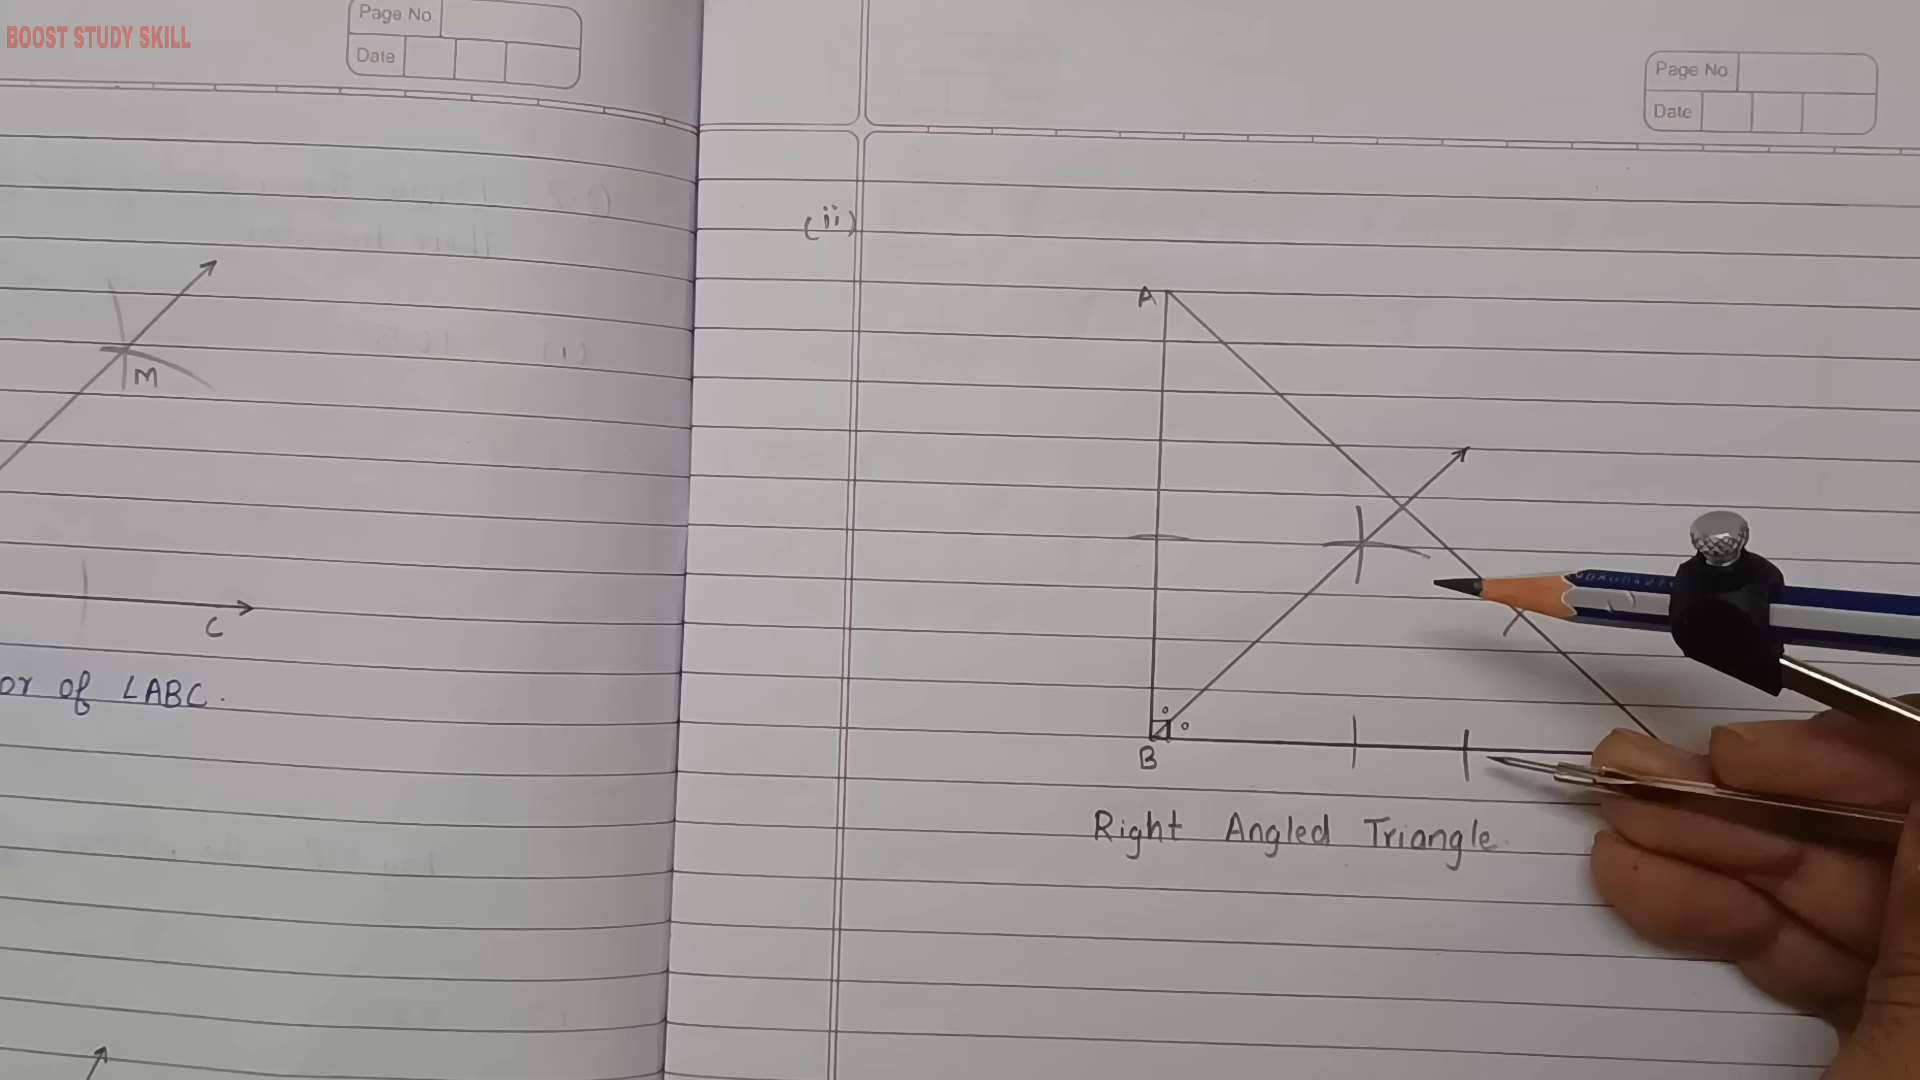 BOOST STUDY SKILL
Page No.
Date
M
C
or of ∠ABC.
Page No.
Date
(ii)
A
B
Right Angled Triangle.